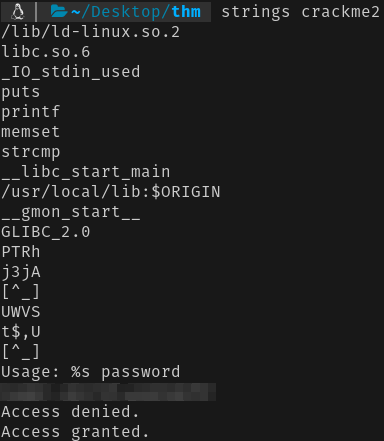 ~/Desktop/thm strings crackme2
/lib/ld-linux.so.2
libc.so.6
_IO_stdin_used
puts
printf
memset
strcmp
__libc_start_main
/usr/local/lib:$ORIGIN
__gmon_start__
GLIBC_2.0
PTRh
j3jA
[^_]
UWVS
t$,U
[^_]
Usage: %s password
Access denied.
Access granted.